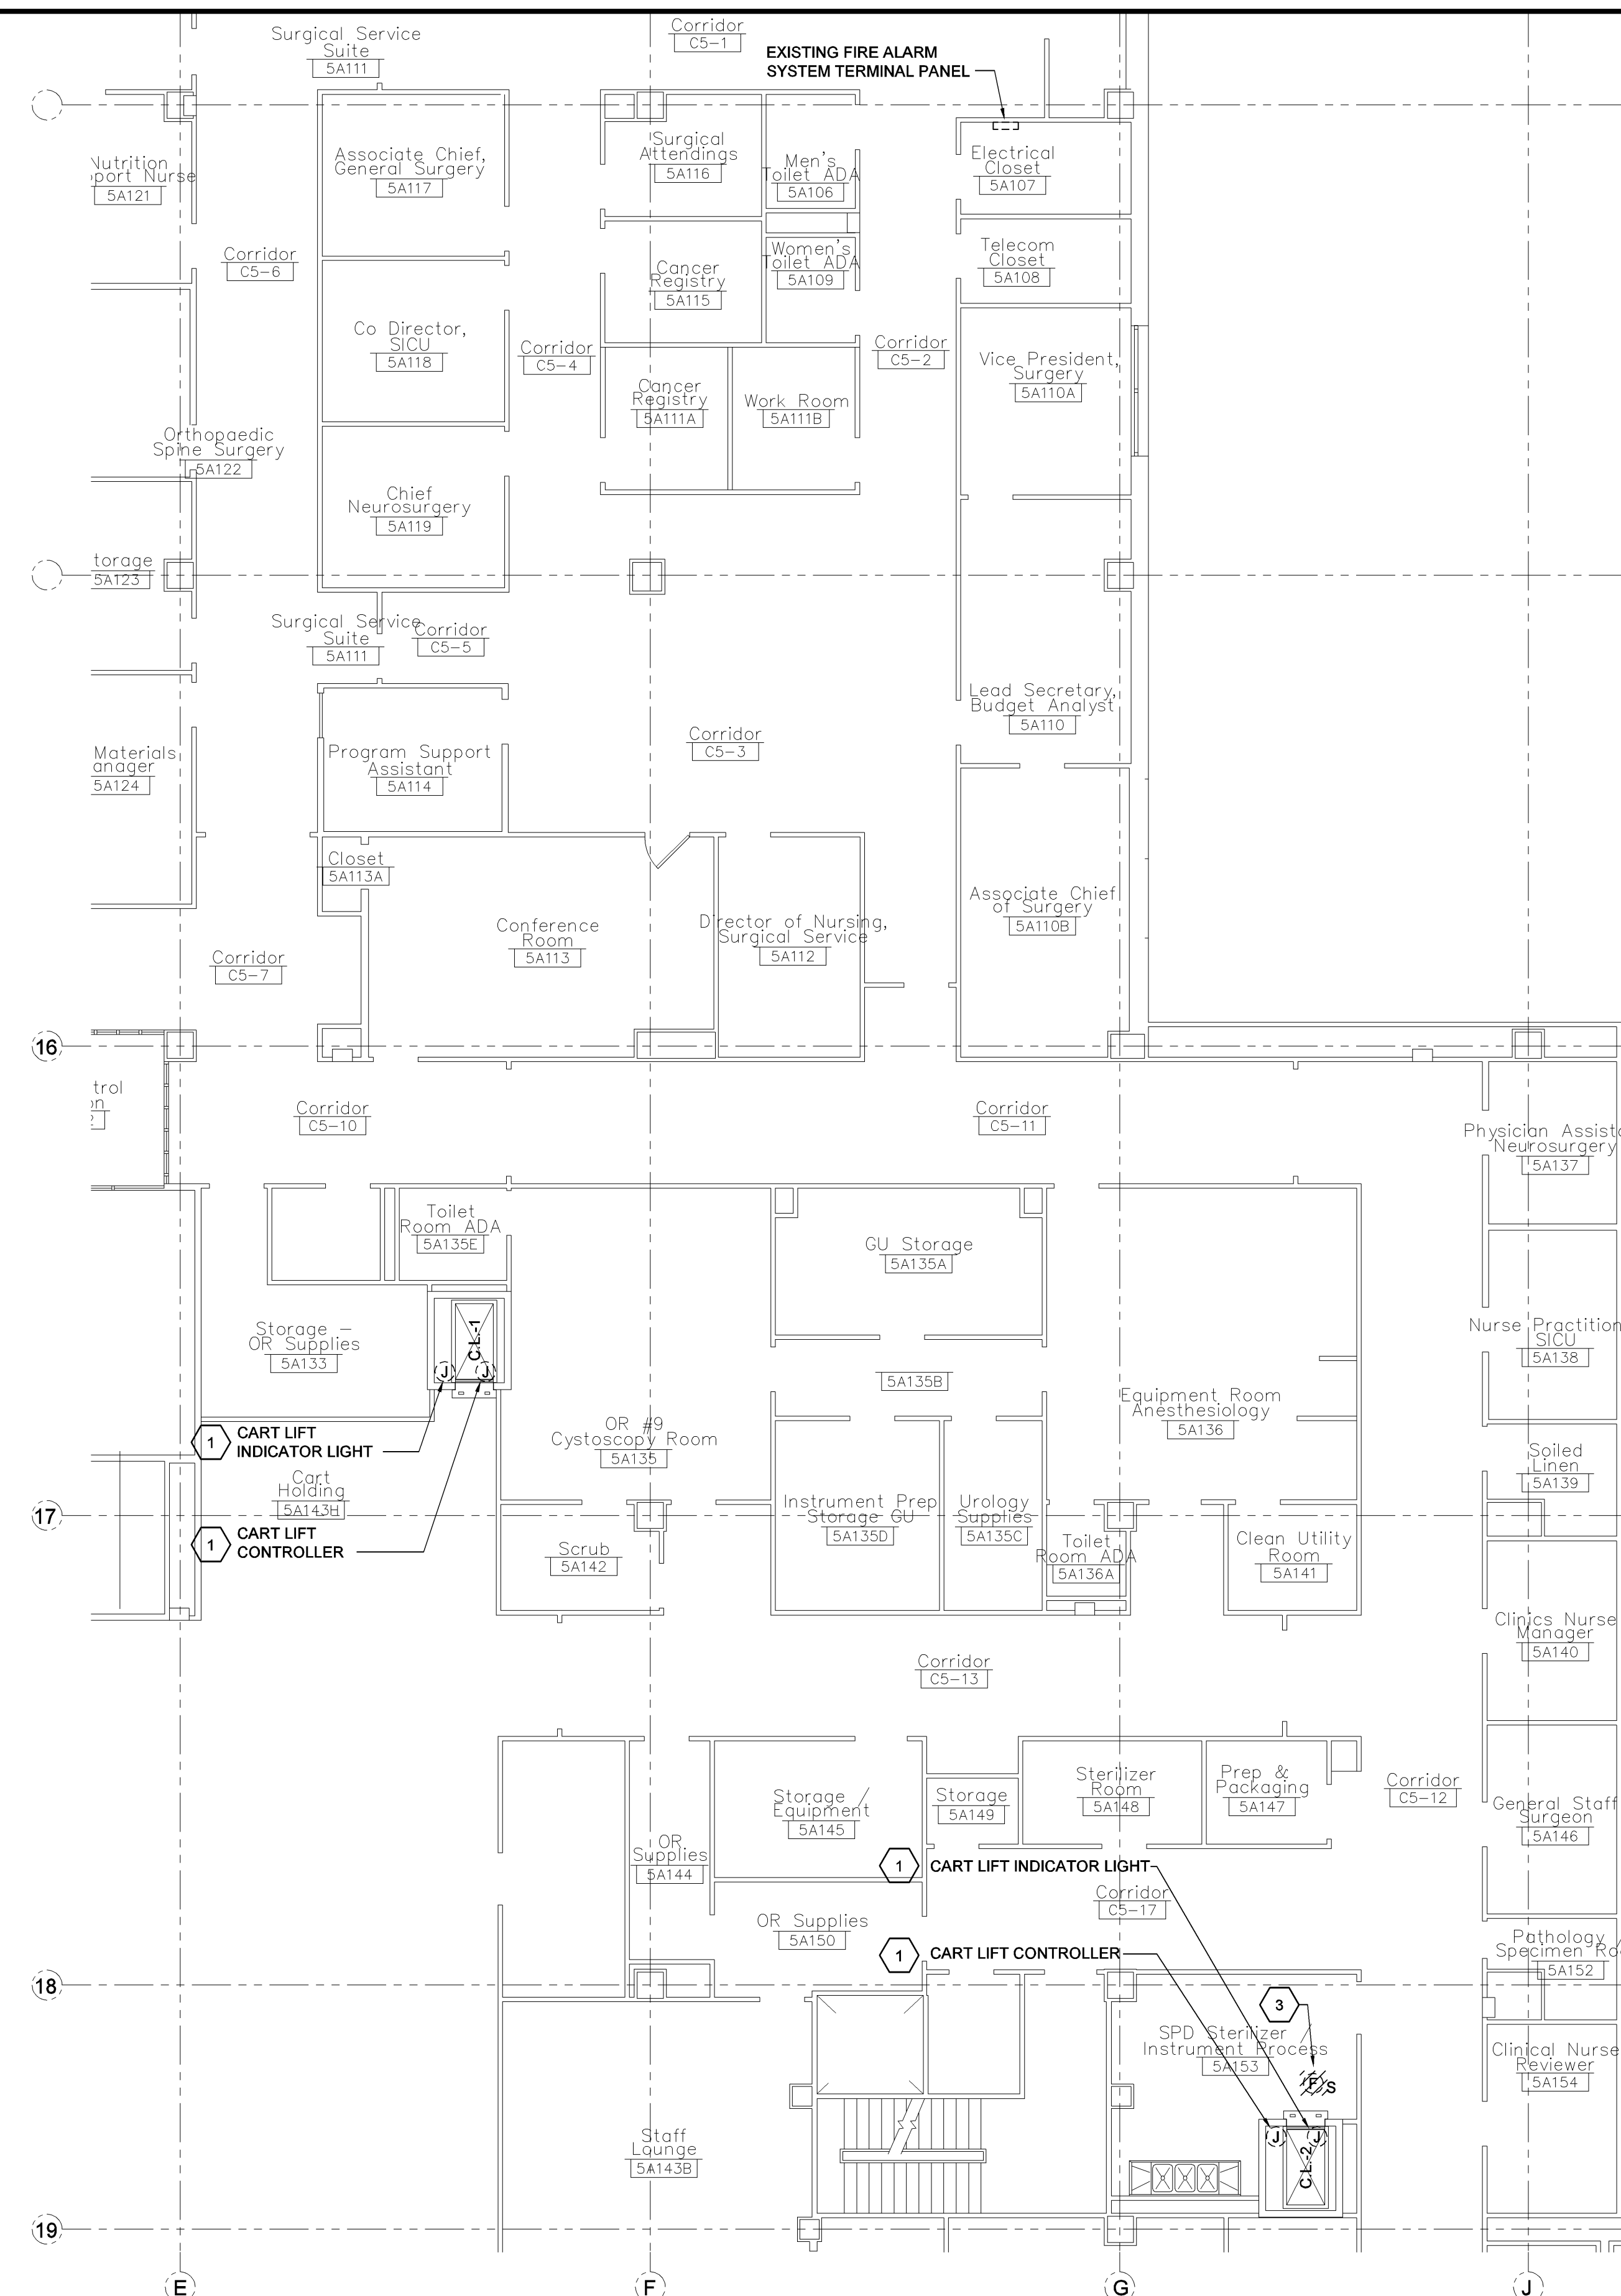 Surgical Service
Suite
5A111
Corridor
C5-1
EXISTING FIRE ALARM
SYSTEM TERMINAL PANEL
Nutrition
port Nurse
5A121
Associate Chief,
General Surgery
5A117
Surgical
Attendings
5A116
Men's
Toilet ADA
5A106
Electrical
Closet
5A107
Corridor
C5-6
Cancer
Registry
5A115
Women's
Toilet ADA
5A109
Telecom
Closet
5A108
Co Director,
SICU
5A118
Corridor
C5-4
Corridor
C5-2
Vice President,
Surgery
5A110A
Cancer
Registry
5A111A
Work Room
5A111B
Orthopaedic
Spine Surgery
5A122
Chief
Neurosurgery
5A119
torage
5A123
Surgical Service
Suite
5A111
Corridor
C5-5
Lead Secretary,
Budget Analyst
5A110
Materials
anager
5A124
Program Support
Assistant
5A114
Corridor
C5-3
Closet
5A113A
Conference
Room
5A113
Director of Nursing,
Surgical Service
5A112
Associate Chief
of Surgery
5A110B
Corridor
C5-7
16
trol
on
2
Corridor
C5-10
Corridor
C5-11
Physician Assista
Neurosurgery
5A137
Toilet
Room ADA
5A135E
GU Storage
5A135A
Storage -
OR Supplies
5A133
C.L.-1
J
J
Nurse Practition
SICU
5A138
5A135B
Equipment Room
Anesthesiology
5A136
1
CART LIFT
INDICATOR LIGHT
OR #9
Cystoscopy Room
5A135
Soiled
Linen
5A139
Cart
Holding
5A143H
17
Instrument Prep
Storage GU
5A135D
Urology
Supplies
5A135C
1
CART LIFT
CONTROLLER
Scrub
5A142
Toilet
Room ADA
5A136A
Clean Utility
Room
5A141
Clinics Nurse
Manager
5A140
Corridor
C5-13
Storage /
Equipment
5A145
Storage
5A149
Sterilizer
Room
5A148
Prep &
Packaging
5A147
Corridor
C5-12
General Staff
Surgeon
5A146
OR
Supplies
5A144
1
CART LIFT INDICATOR LIGHT
Corridor
C5-17
OR Supplies
5A150
1
CART LIFT CONTROLLER
Pathology /
Specimen Ro
5A152
18
3
SPD Sterilizer /
Instrument Process
5A153
F
S
Clinical Nurse
Reviewer
5A154
Staff
Lounge
5A143B
J
J
C.L.-2
19
E
F
G
J